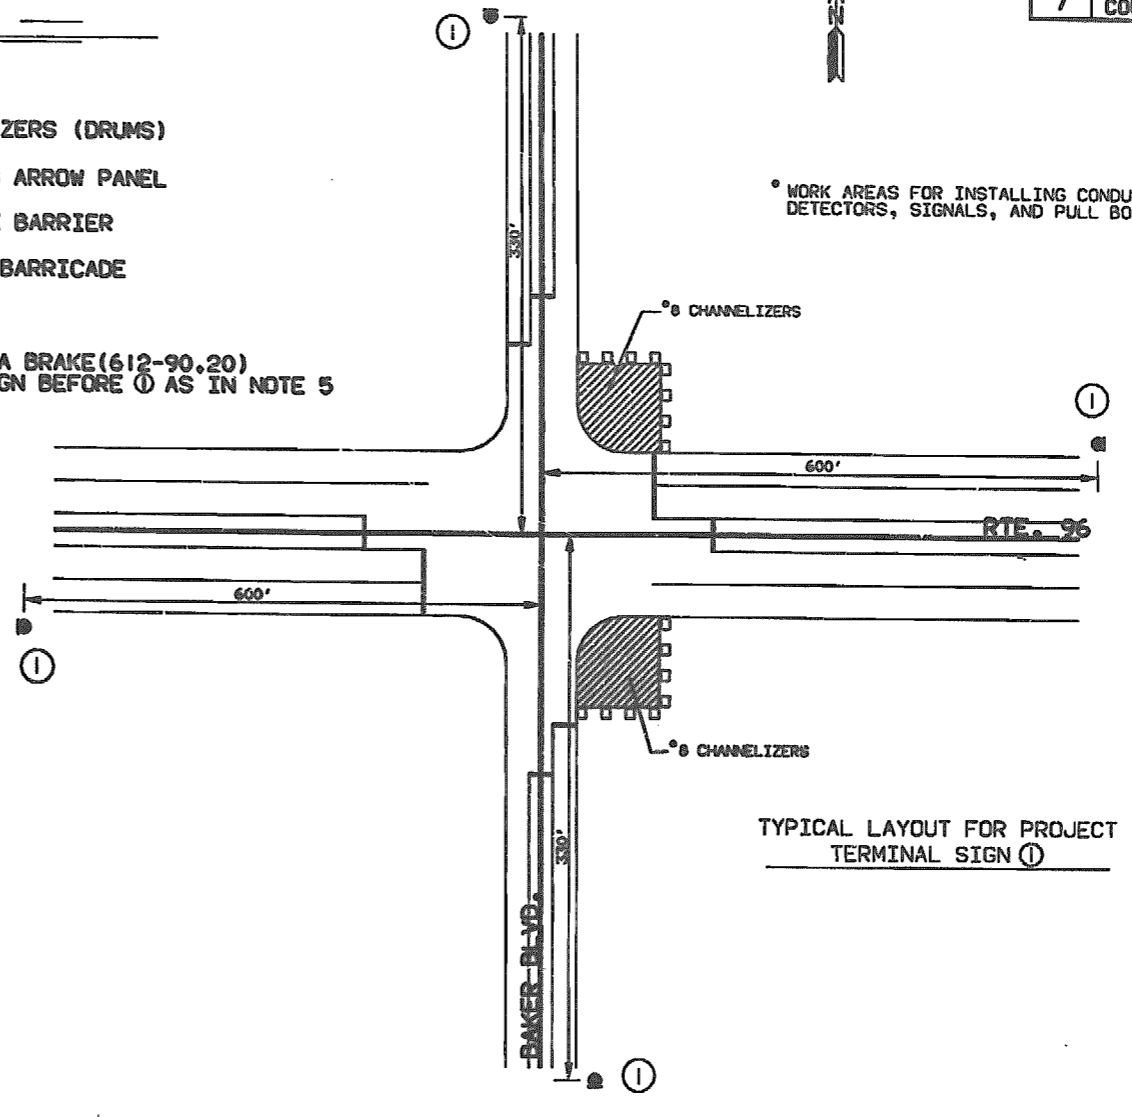 7
①
ZERS (DRUMS)
ARROW PANEL
BARRIER
BARRICADE
A BRAKE(612-90.20)
GN BEFORE ① AS IN NOTE 5
* WORK AREAS FOR INSTALLING CONDU
DETECTORS, SIGNALS, AND PULL BO
330'
*8 CHANNELIZERS
①
600'
RTE. 96
600'
①
*8 CHANNELIZERS
330'
BAKER BLVD.
TYPICAL LAYOUT FOR PROJECT
TERMINAL SIGN ①
①